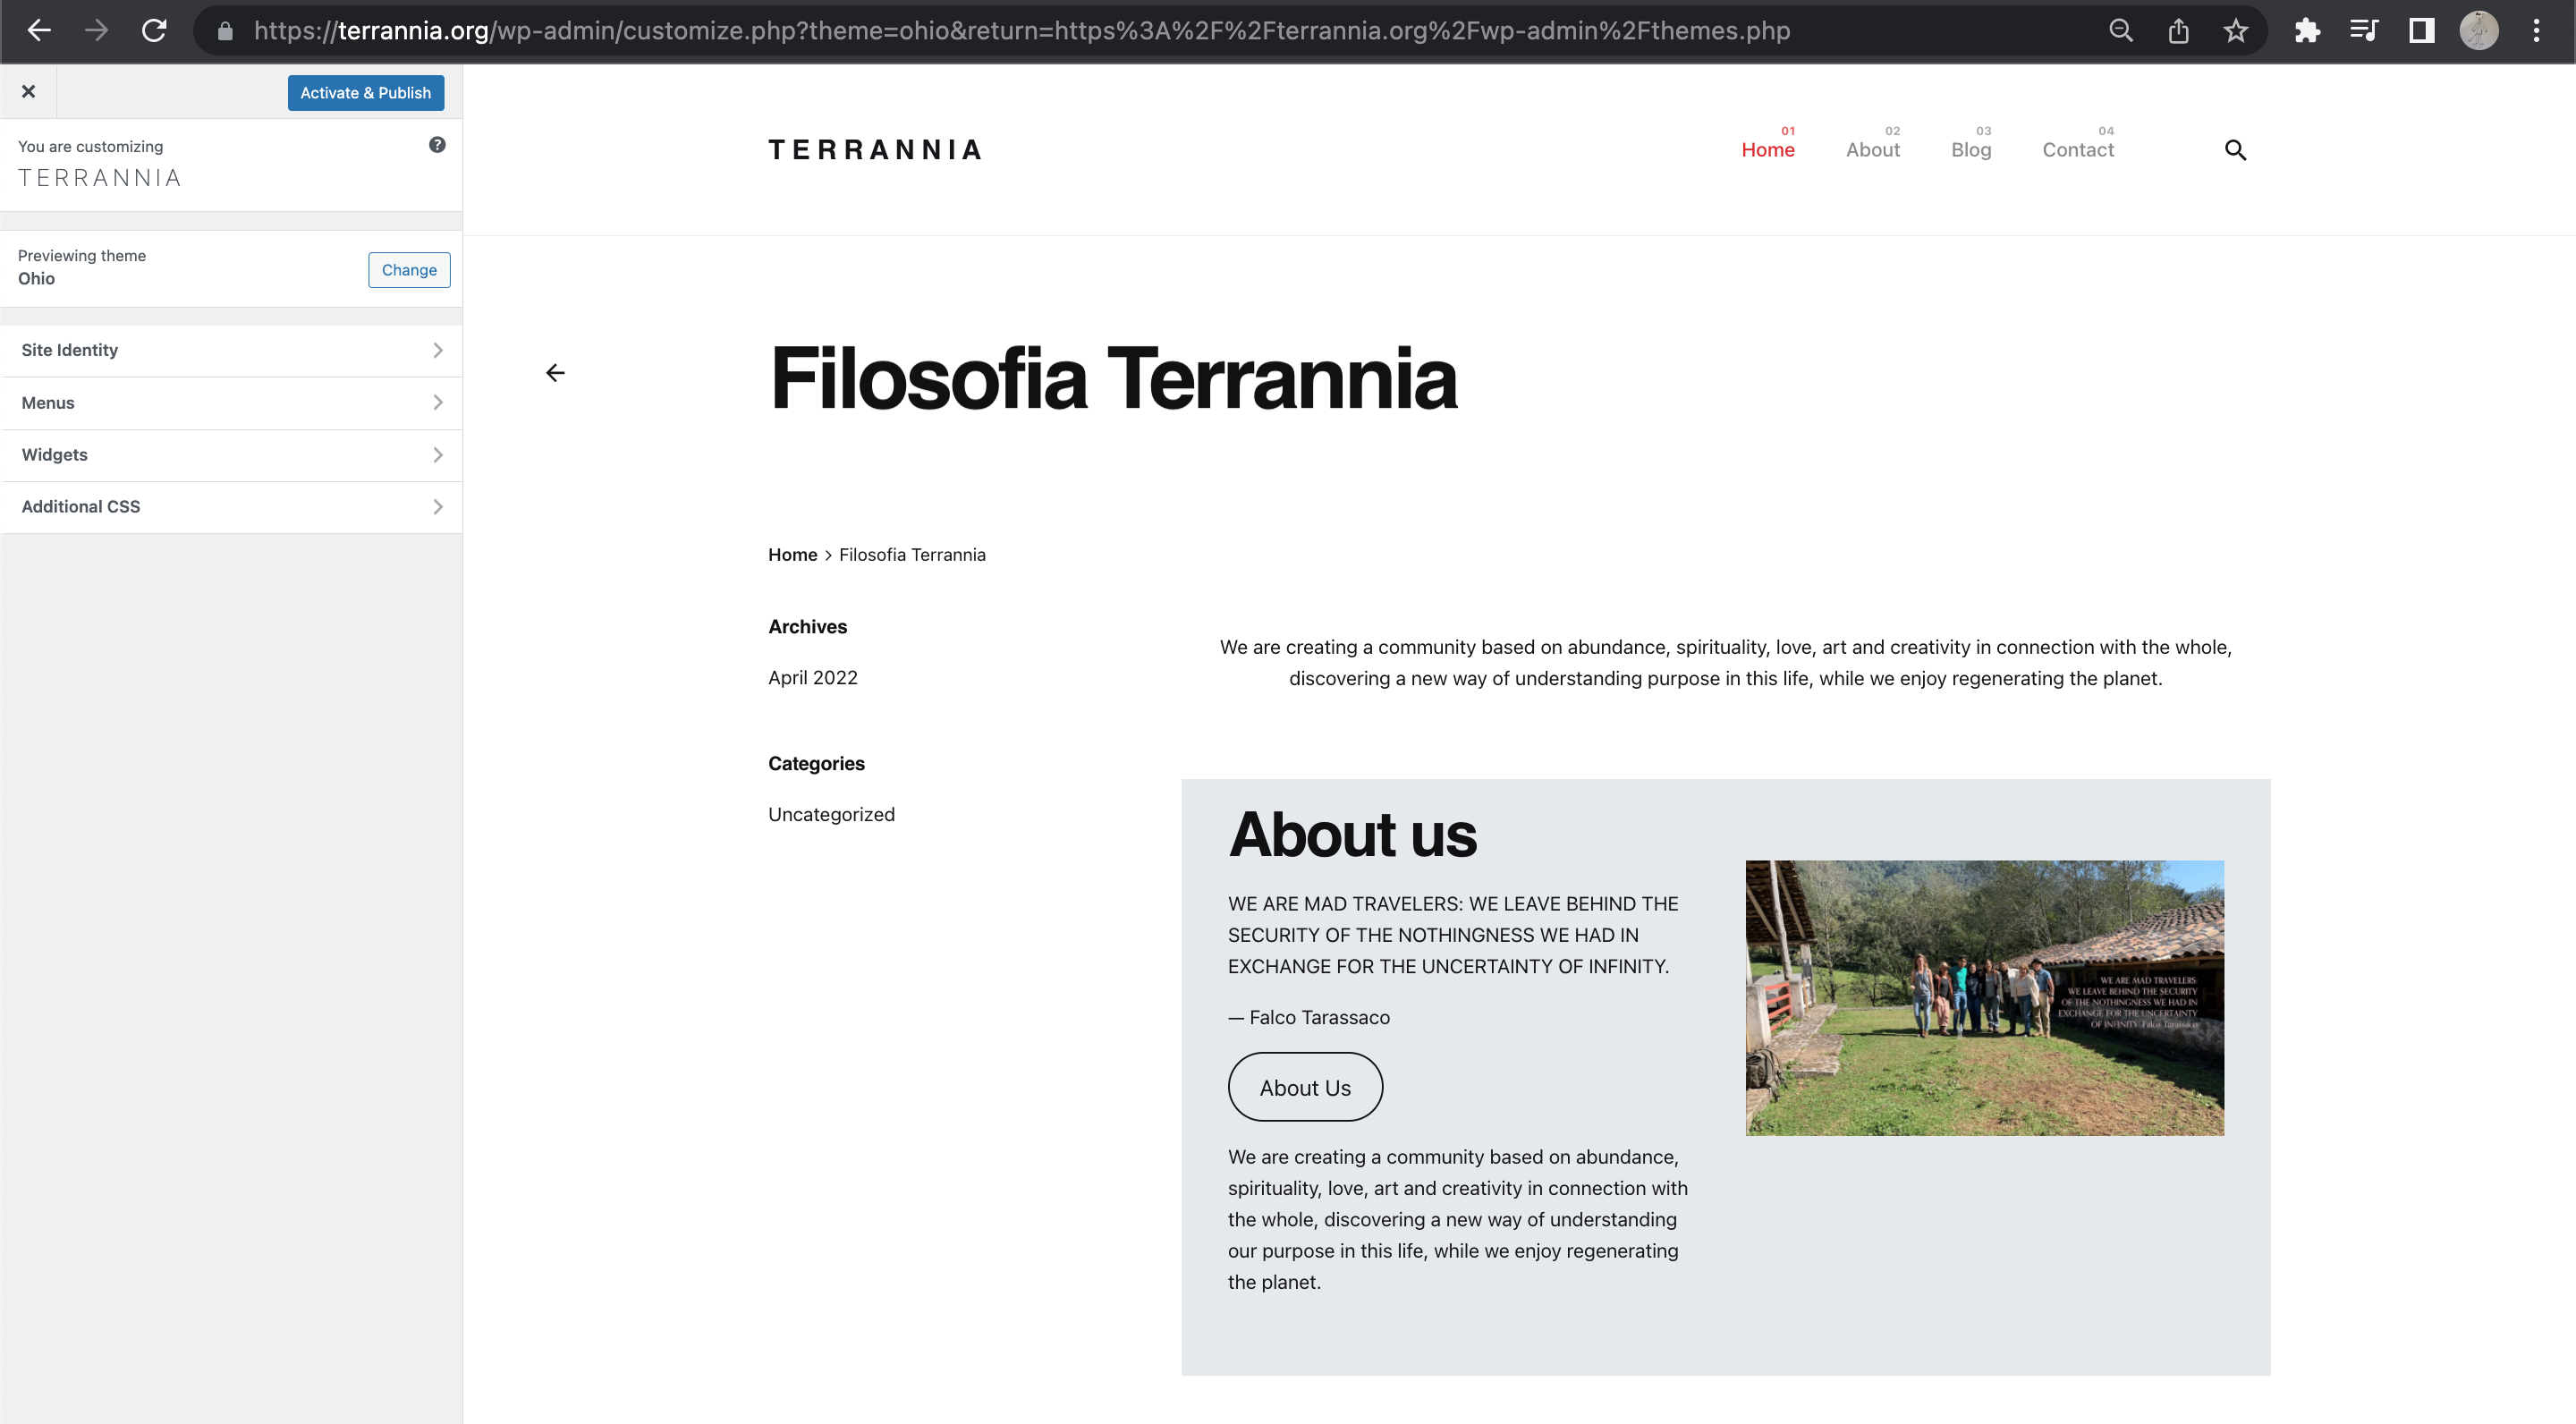 https://terrannia.org/wp-admin/customize.php?theme=ohio&return=https%3A%2F%2Fterrannia.org%2Fwp-admin%2Fthemes.php
Activate & Publish
You are customizing
TERRANNIA
Previewing theme
Ohio
Change
Site Identity
Menus
Widgets
Additional CSS
TERRANNIA
01 02 03 04
Home About Blog Contact
Filosofia Terrannia
Home > Filosofia Terrannia
Archives
April 2022
Categories
Uncategorized
We are creating a community based on abundance, spirituality, love, art and creativity in connection with the whole,
discovering a new way of understanding purpose in this life, while we enjoy regenerating the planet.
About us
WE ARE MAD TRAVELERS: WE LEAVE BEHIND THE
SECURITY OF THE NOTHINGNESS WE HAD IN
EXCHANGE FOR THE UNCERTAINTY OF INFINITY.
— Falco Tarassaco
About Us
We are creating a community based on abundance,
spirituality, love, art and creativity in connection with
the whole, discovering a new way of understanding
our purpose in this life, while we enjoy regenerating
the planet.
WE ARE MAD TRAVELERS:
WE LEAVE BEHIND THE SECURITY
OF THE NOTHINGNESS WE HAD IN
EXCHANGE FOR THE UNCERTAINTY
OF INFINITY. Falco Tarassaco